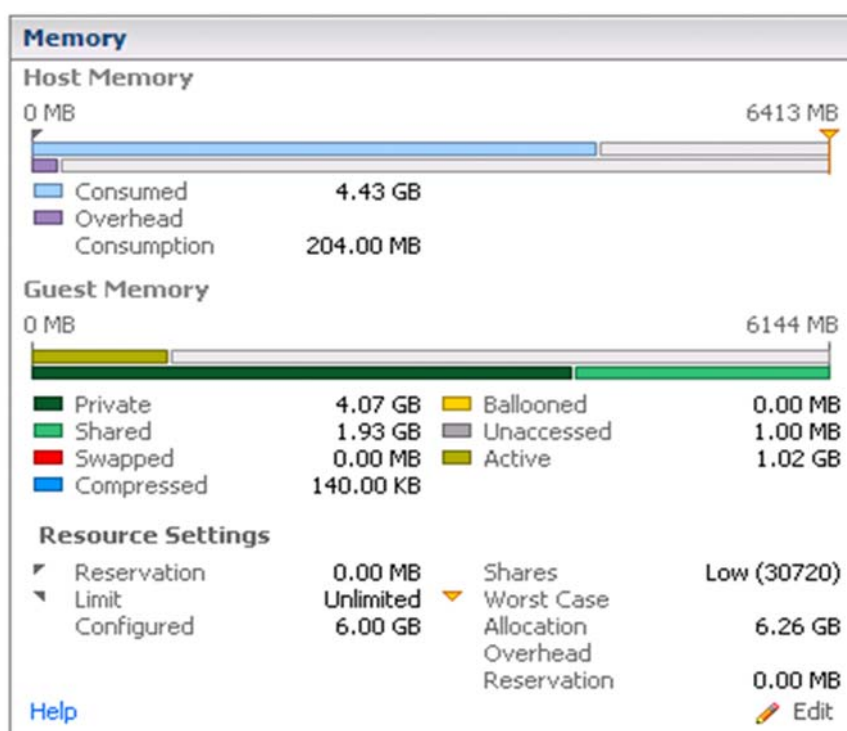 Memory
Host Memory
0 MB 6413 MB
Consumed 4.43 GB
Overhead
Consumption 204.00 MB
Guest Memory
0 MB 6144 MB
Private 4.07 GB Ballooned 0.00 MB
Shared 1.93 GB Unaccessed 1.00 MB
Swapped 0.00 MB Active 1.02 GB
Compressed 140.00 KB
Resource Settings
Reservation 0.00 MB Shares Low (30720)
Limit Unlimited Worst Case
Configured 6.00 GB Allocation 6.26 GB
Overhead
Reservation 0.00 MB
Help Edit